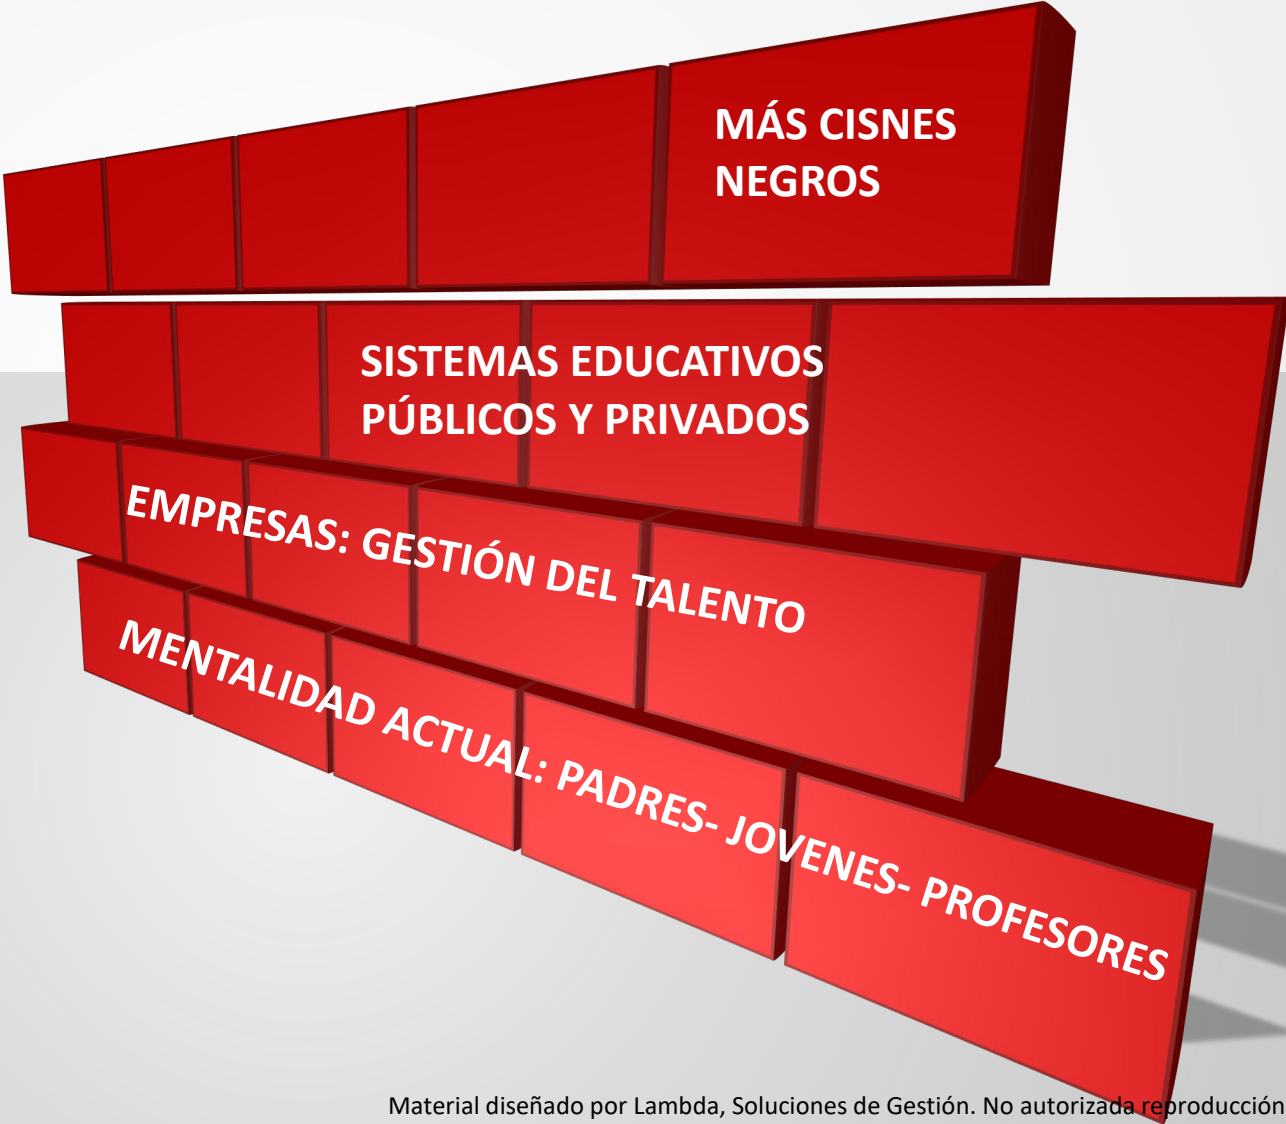 MÁS CISNES
NEGROS
SISTEMAS EDUCATIVOS
PÚBLICOS Y PRIVADOS
EMPRESAS: GESTIÓN DEL TALENTO
MENTALIDAD ACTUAL: PADRES- JOVENES- PROFESORES
Material diseñado por Lambda, Soluciones de Gestión. No autorizada reproducción